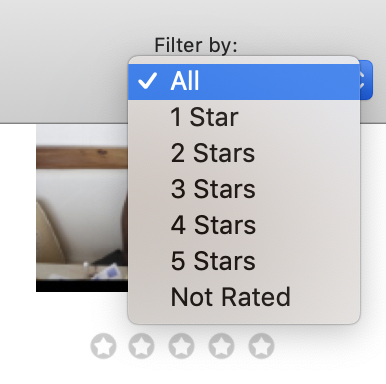 Filter by:
All
1 Star
2 Stars
3 Stars
4 Stars
5 Stars
Not Rated